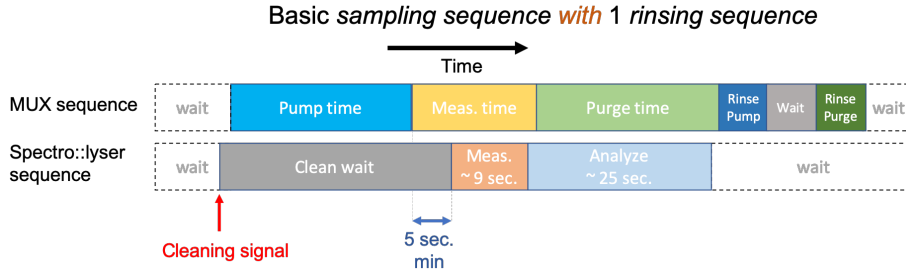 Basic sampling sequence with 1 rinsing sequence
Time
MUX sequence
wait
Pump time
Meas. time
Purge time
Rinse
Pump
Wait
Rinse
Purge
wait
Spectro::lyser
sequence
wait
Clean wait
Meas.
~ 9 sec.
Analyze
~ 25 sec.
wait
Cleaning signal
5 sec.
min